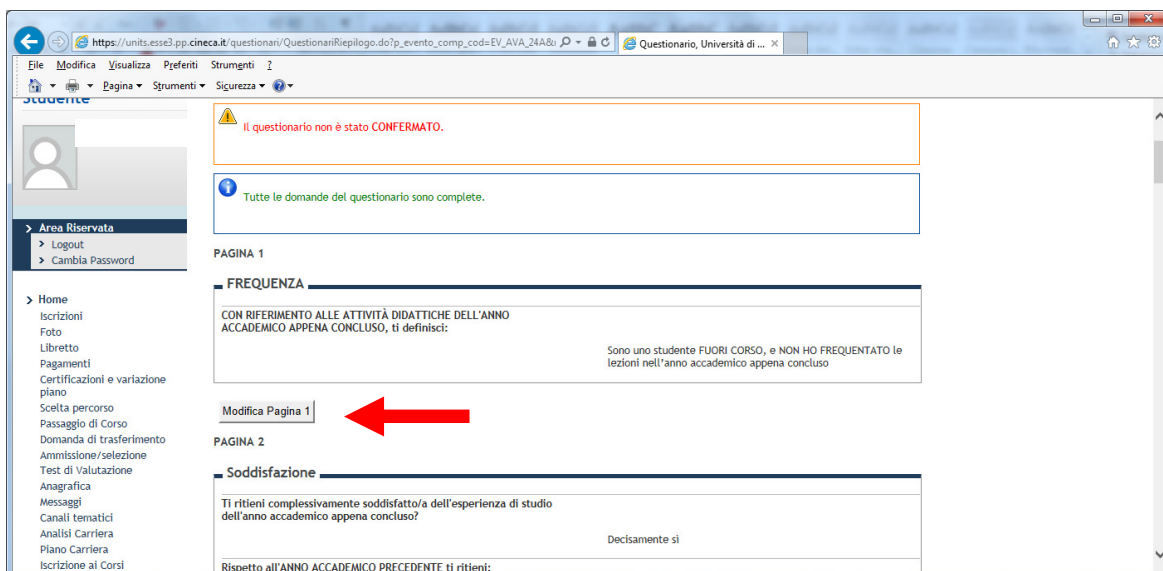 https://units.esse3.pp.cineca.it/questionari/QuestionariRiepilogo.do?p_evento_comp_cod=EV_AVA_24A8
Questionario, Università di ...
File Modifica Visualizza Preferiti Strumenti ?
Pagina Strumenti Sicurezza
Studente
Il questionario non è stato CONFERMATO.
Tutte le domande del questionario sono complete.
Area Riservata
Logout
Cambia Password
Home
Iscrizioni
Foto
Libretto
Pagamenti
Certificazioni e variazione
piano
Scelta percorso
Passaggio di Corso
Domanda di trasferimento
Ammissione/selezione
Test di Valutazione
Anagrafica
Messaggi
Canali tematici
Analisi Carriera
Piano Carriera
Iscrizione ai Corsi
PAGINA 1
FREQUENZA
CON RIFERIMENTO ALLE ATTIVITÀ DIDATTICHE DELL'ANNO
ACCADEMICO APPENA CONCLUSO, ti definisci:
Sono uno studente FUORI CORSO, e NON HO FREQUENTATO le
lezioni nell'anno accademico appena concluso
Modifica Pagina 1
PAGINA 2
Soddisfazione
Ti ritieni complessivamente soddisfatto/a dell'esperienza di studio
dell'anno accademico appena concluso?
Decisamente sì
Rispetto all'ANNO ACCADEMICO PRECEDENTE ti ritieni: